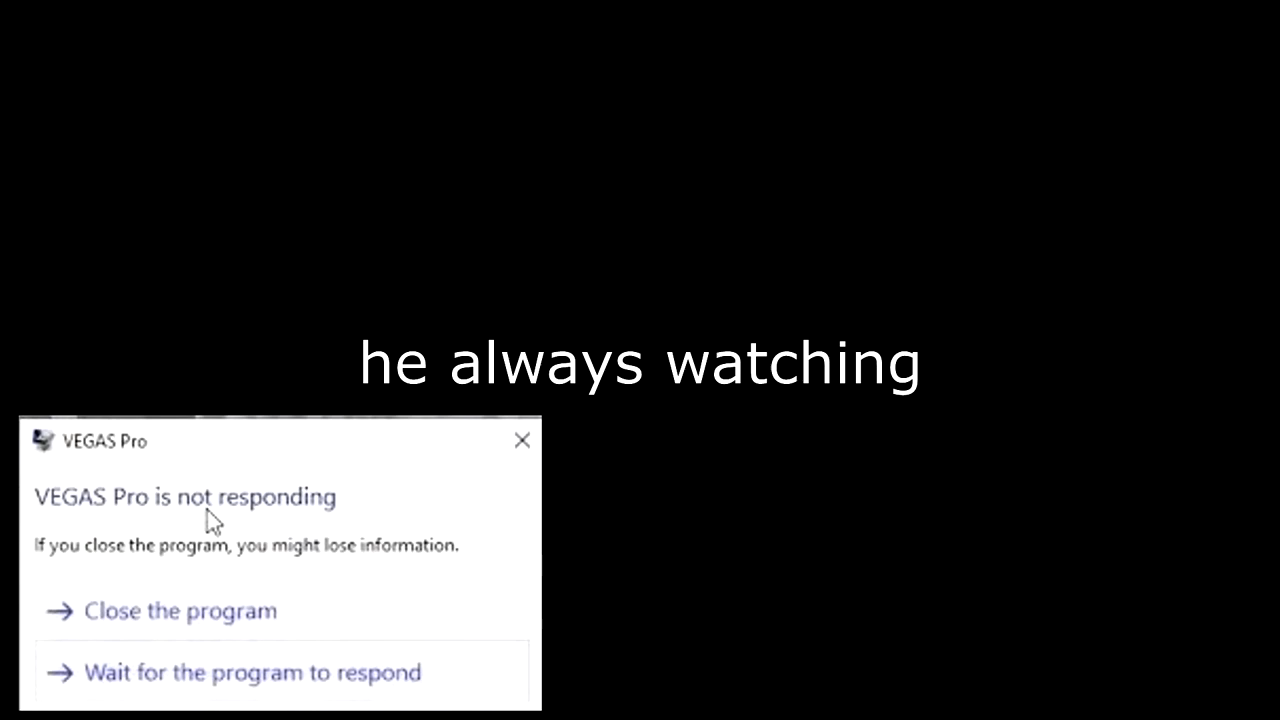 he always watching
VEGAS Pro
VEGAS Pro is not responding
If you close the program, you might lose information.
Close the program
Wait for the program to respond